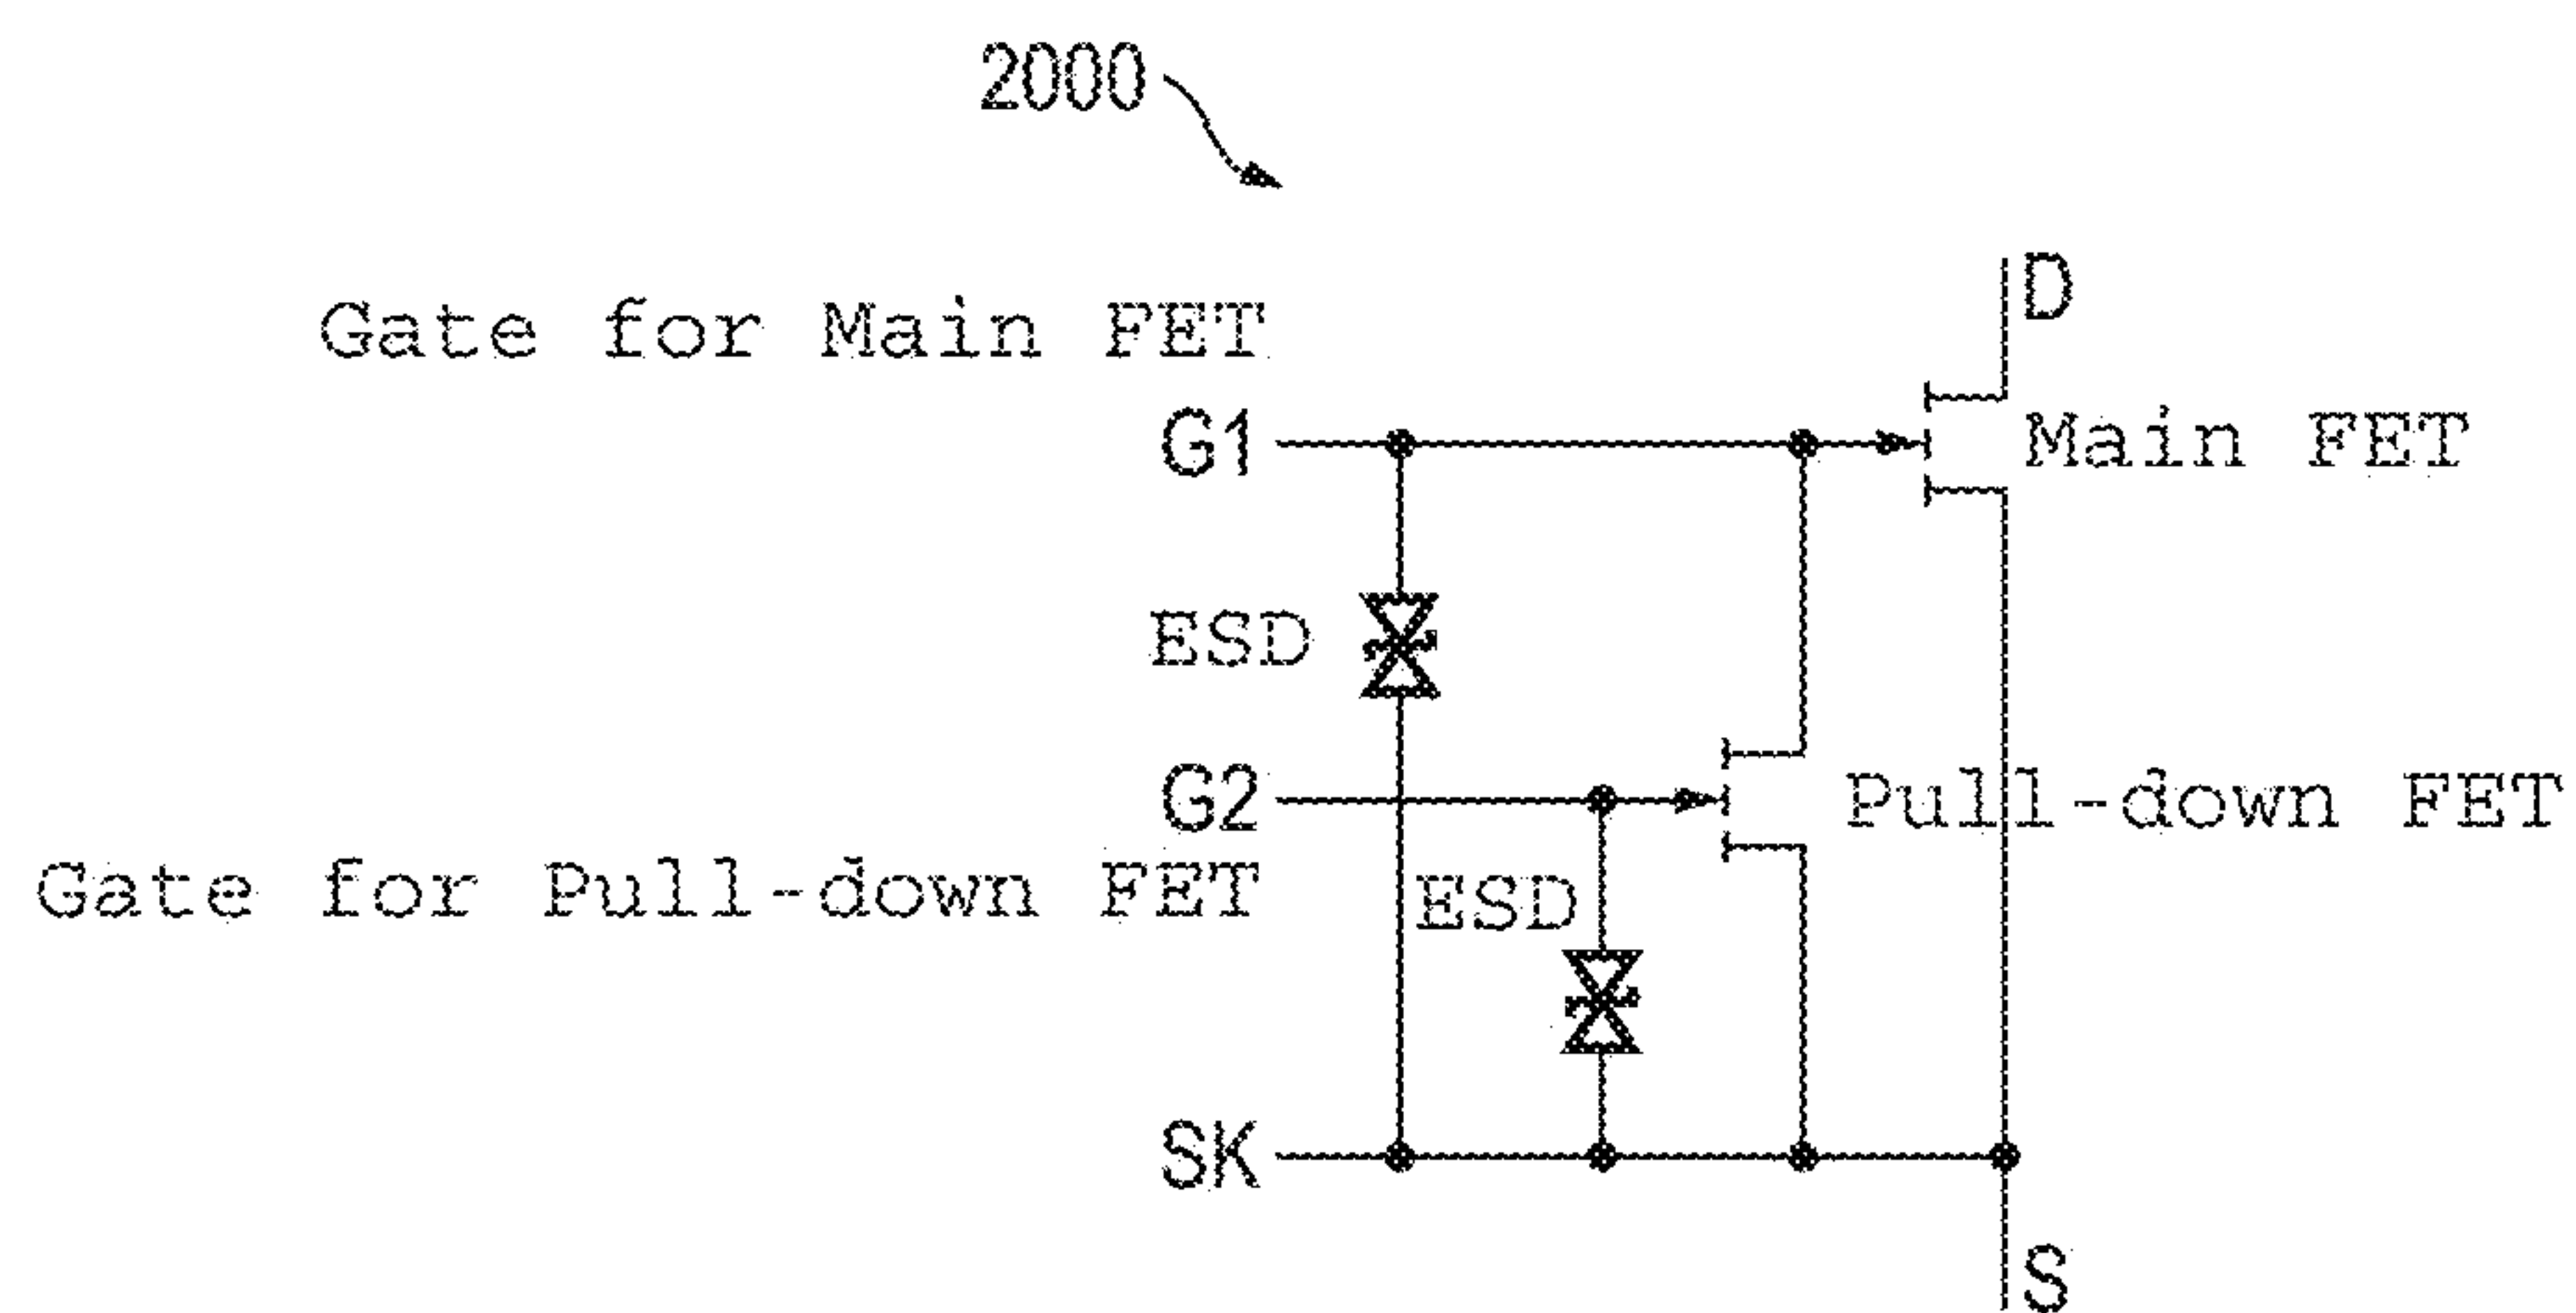 2000
D
Gate for Main FET
G1
Main FET
ESD
G2
Pull-down FET
Gate for Pull-down FET
ESD
SK
S